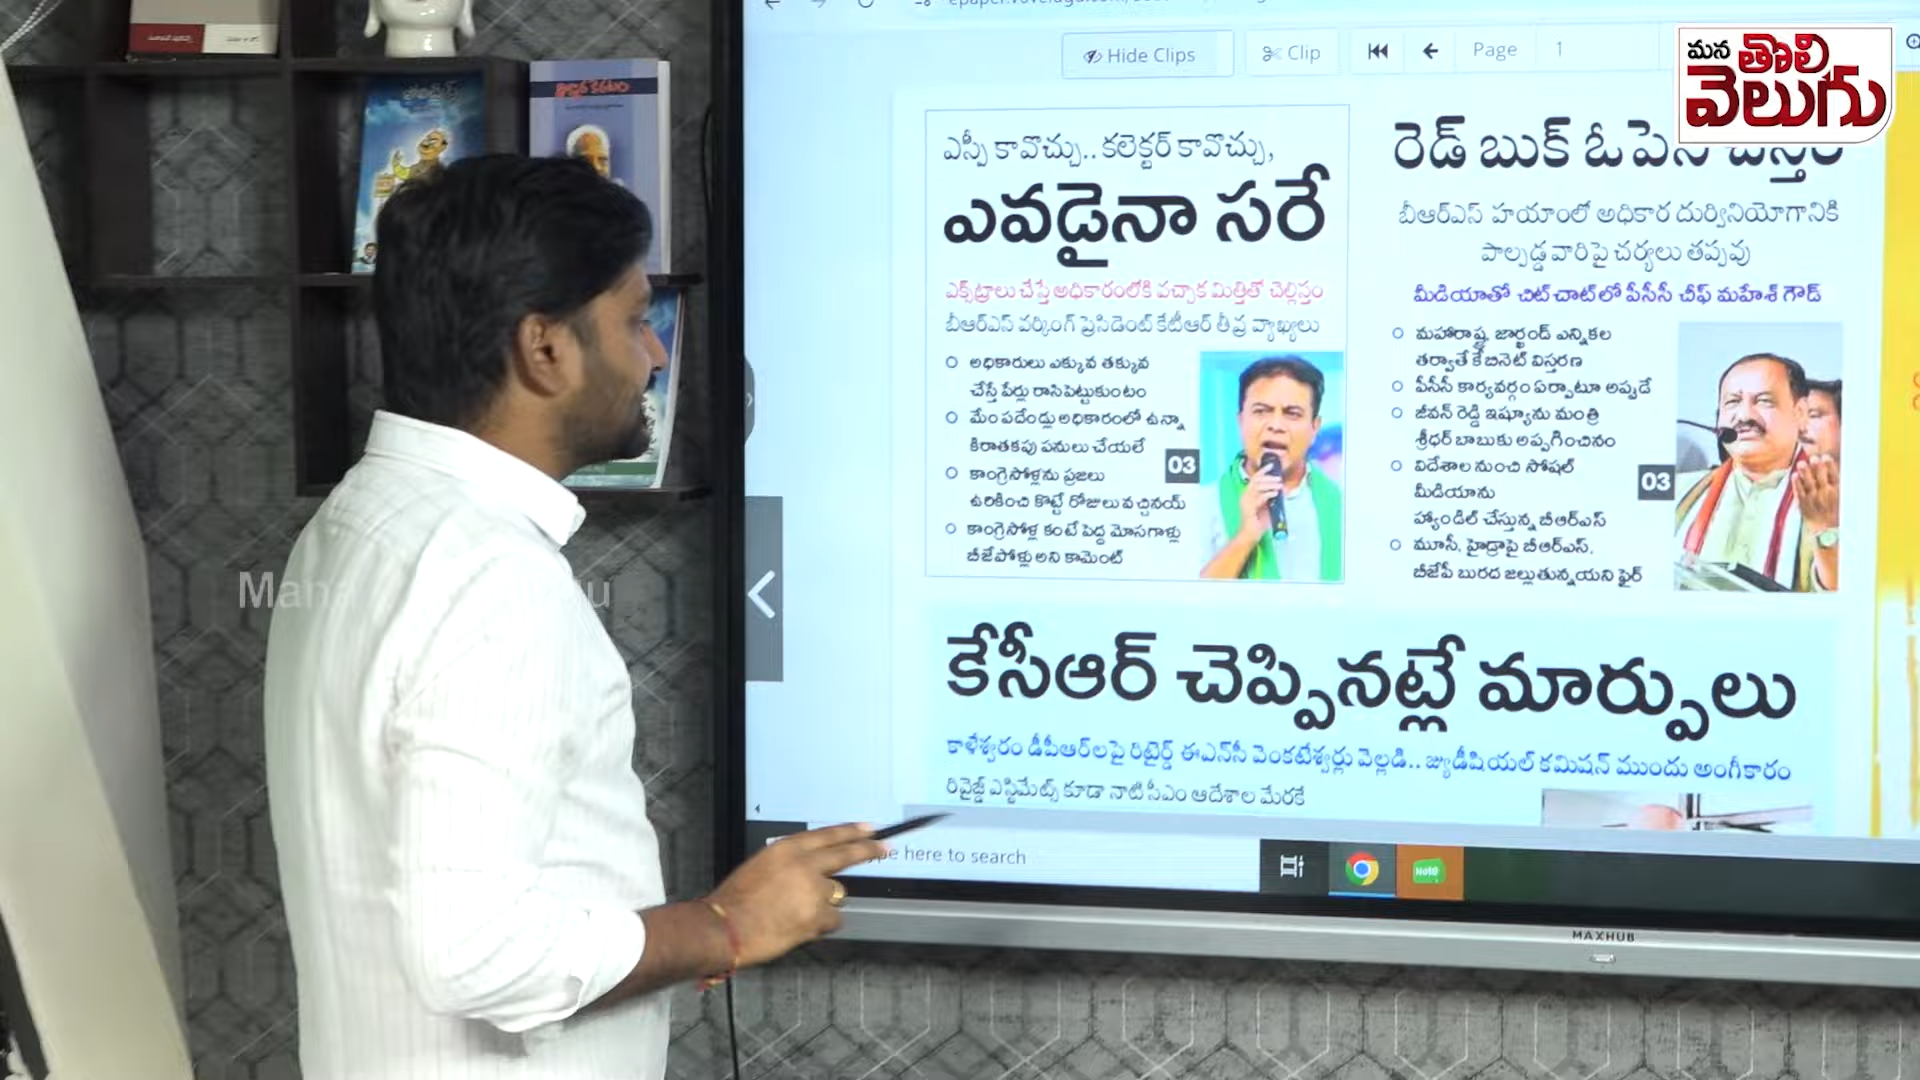 Hide Clips
Clip
Page
1
మన
తొలి
వెలుగు
ఎస్పీ కావొచ్చు.. కలెక్టర్ కావొచ్చు,
ఎవడైనా సరే
ఎక్స్‌ట్రాలు చేస్తే అధికారంలోకి వచ్చాక మిత్తితో చెల్లిస్తం
బీఆర్ఎస్ వర్కింగ్ ప్రెసిడెంట్ కేటీఆర్ తీవ్ర వ్యాఖ్యలు
అధికారులు ఎక్కువ తక్కువ
చేస్తే పేర్లు రాసిపెట్టుకుంటం
మేం పదేండ్లు అధికారంలో ఉన్నా
కిరాతకపు పనులు చేయలే
కాంగ్రెసోళ్లను ప్రజలు
ఉరికించి కొట్టే రోజులు వచ్చినయ్
కాంగ్రెసోళ్ల కంటే పెద్ద మోసగాళ్లు
బీజేపోళ్లు అని కామెంట్
03
రెడ్ బుక్ ఓపెన్
బీఆర్ఎస్ హయాంలో అధికార దుర్వినియోగానికి
పాల్పడ్డ వారిపై చర్యలు తప్పవు
మీడియాతో చిట్ చాట్‌లో పీసీసీ చీఫ్ మహేశ్ గౌడ్
మహారాష్ట్ర, జార్ఖండ్ ఎన్నికల
తర్వాతే కేబినెట్ విస్తరణ
పీసీసీ కార్యవర్గం ఏర్పాటూ అప్పుడే
జీవన్ రెడ్డి ఇష్యూను మంత్రి
శ్రీధర్ బాబుకు అప్పగించినం
విదేశాల నుంచి సోషల్
మీడియాను
హ్యాండిల్ చేస్తున్న బీఆర్ఎస్
మూసీ, హైడ్రాపై బీఆర్ఎస్,
బీజేపీ బురద జల్లుతున్నయని ఫైర్
03
కేసీఆర్ చెప్పినట్లే మార్పులు
కాళేశ్వరం డీపీఆర్‌లపై రిటైర్డ్ ఈఎన్‌సీ వెంకటేశ్వర్లు వెల్లడి.. జ్యుడీషియల్ కమిషన్ ముందు అంగీకారం
రివైజ్డ్ ఎస్టిమేట్స్ కూడా నాటి సీఎం ఆదేశాల మేరకే
here to search
Note
MAXHUB
Mana